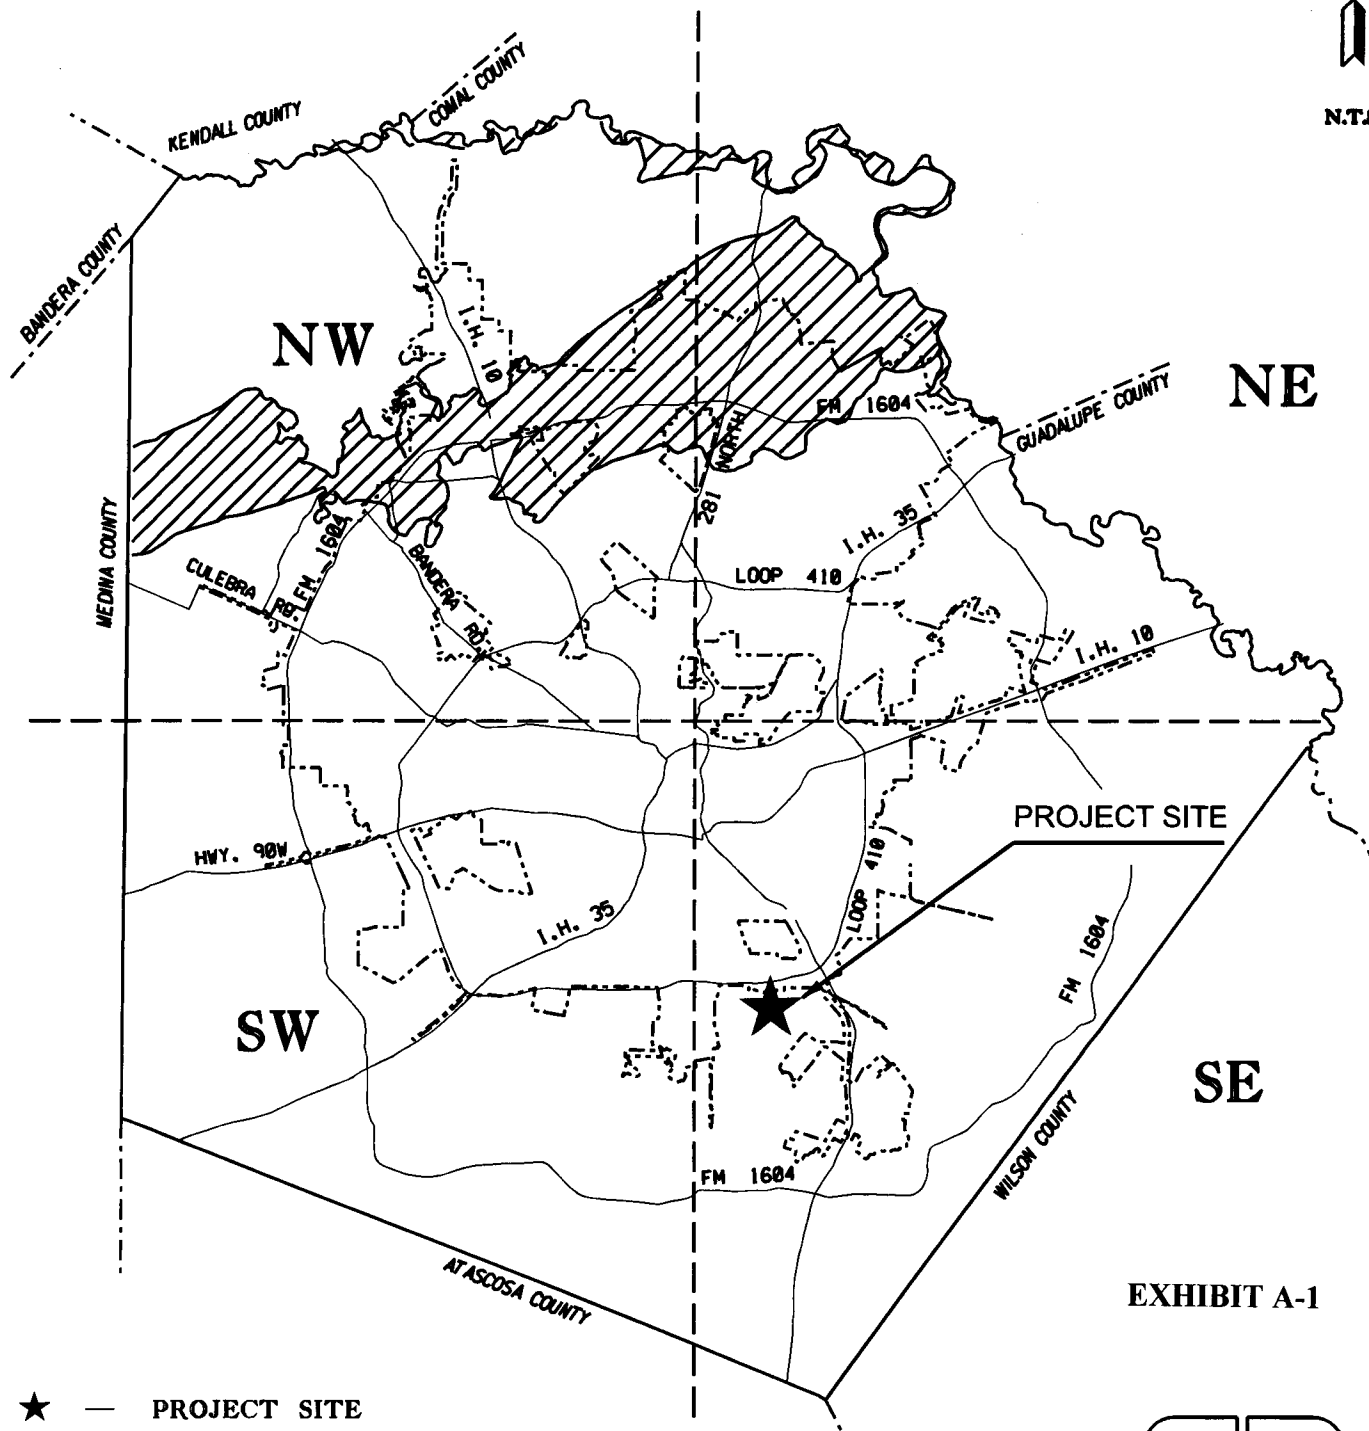 N.T.
COMAL COUNTY
KENDALL COUNTY
BANDERA COUNTY
NW
I.H. 10
NE
FM 1604
GUADALUPE COUNTY
NORTH
281
I.H. 35
MEDINA COUNTY
FM 1604
CULEBRA RD.
BANDERA RD.
LOOP 410
I.H. 10
PROJECT SITE
HWY. 90W
LOOP 410
I.H. 35
FM 1604
SW
SE
WILSON COUNTY
FM 1604
ATASCOSA COUNTY
EXHIBIT A-1
★ — PROJECT SITE